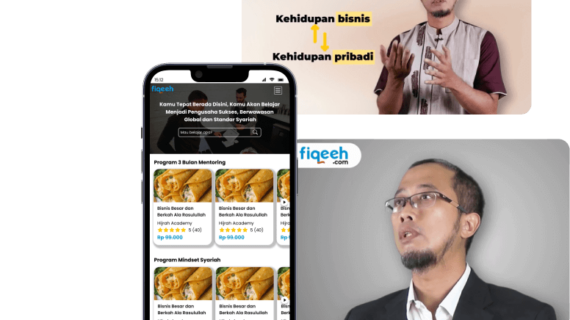 Kehidupan bisnis
Kehidupan pribadi
fiqeeh
.com
fiqeeh
Kamu Tepat Berada Disini, Kamu Akan Belajar
Menjadi Pengusaha Sukses, Berwawasan
Global dan Standar Syariah
Program 3 Bulan Mentoring
Bisnis Besar dan
Berkah Ala Rasulullah
Hijrah Academy
5 (40)
Rp 99.000
Bisnis Besar dan
Berkah Ala Rasulullah
Hijrah Academy
5 (40)
Rp 99.000
Program Mindset Syariah
Bisnis Besar dan
Berkah Ala Rasulullah
Bisnis Besar dan
Berkah Ala Rasulullah